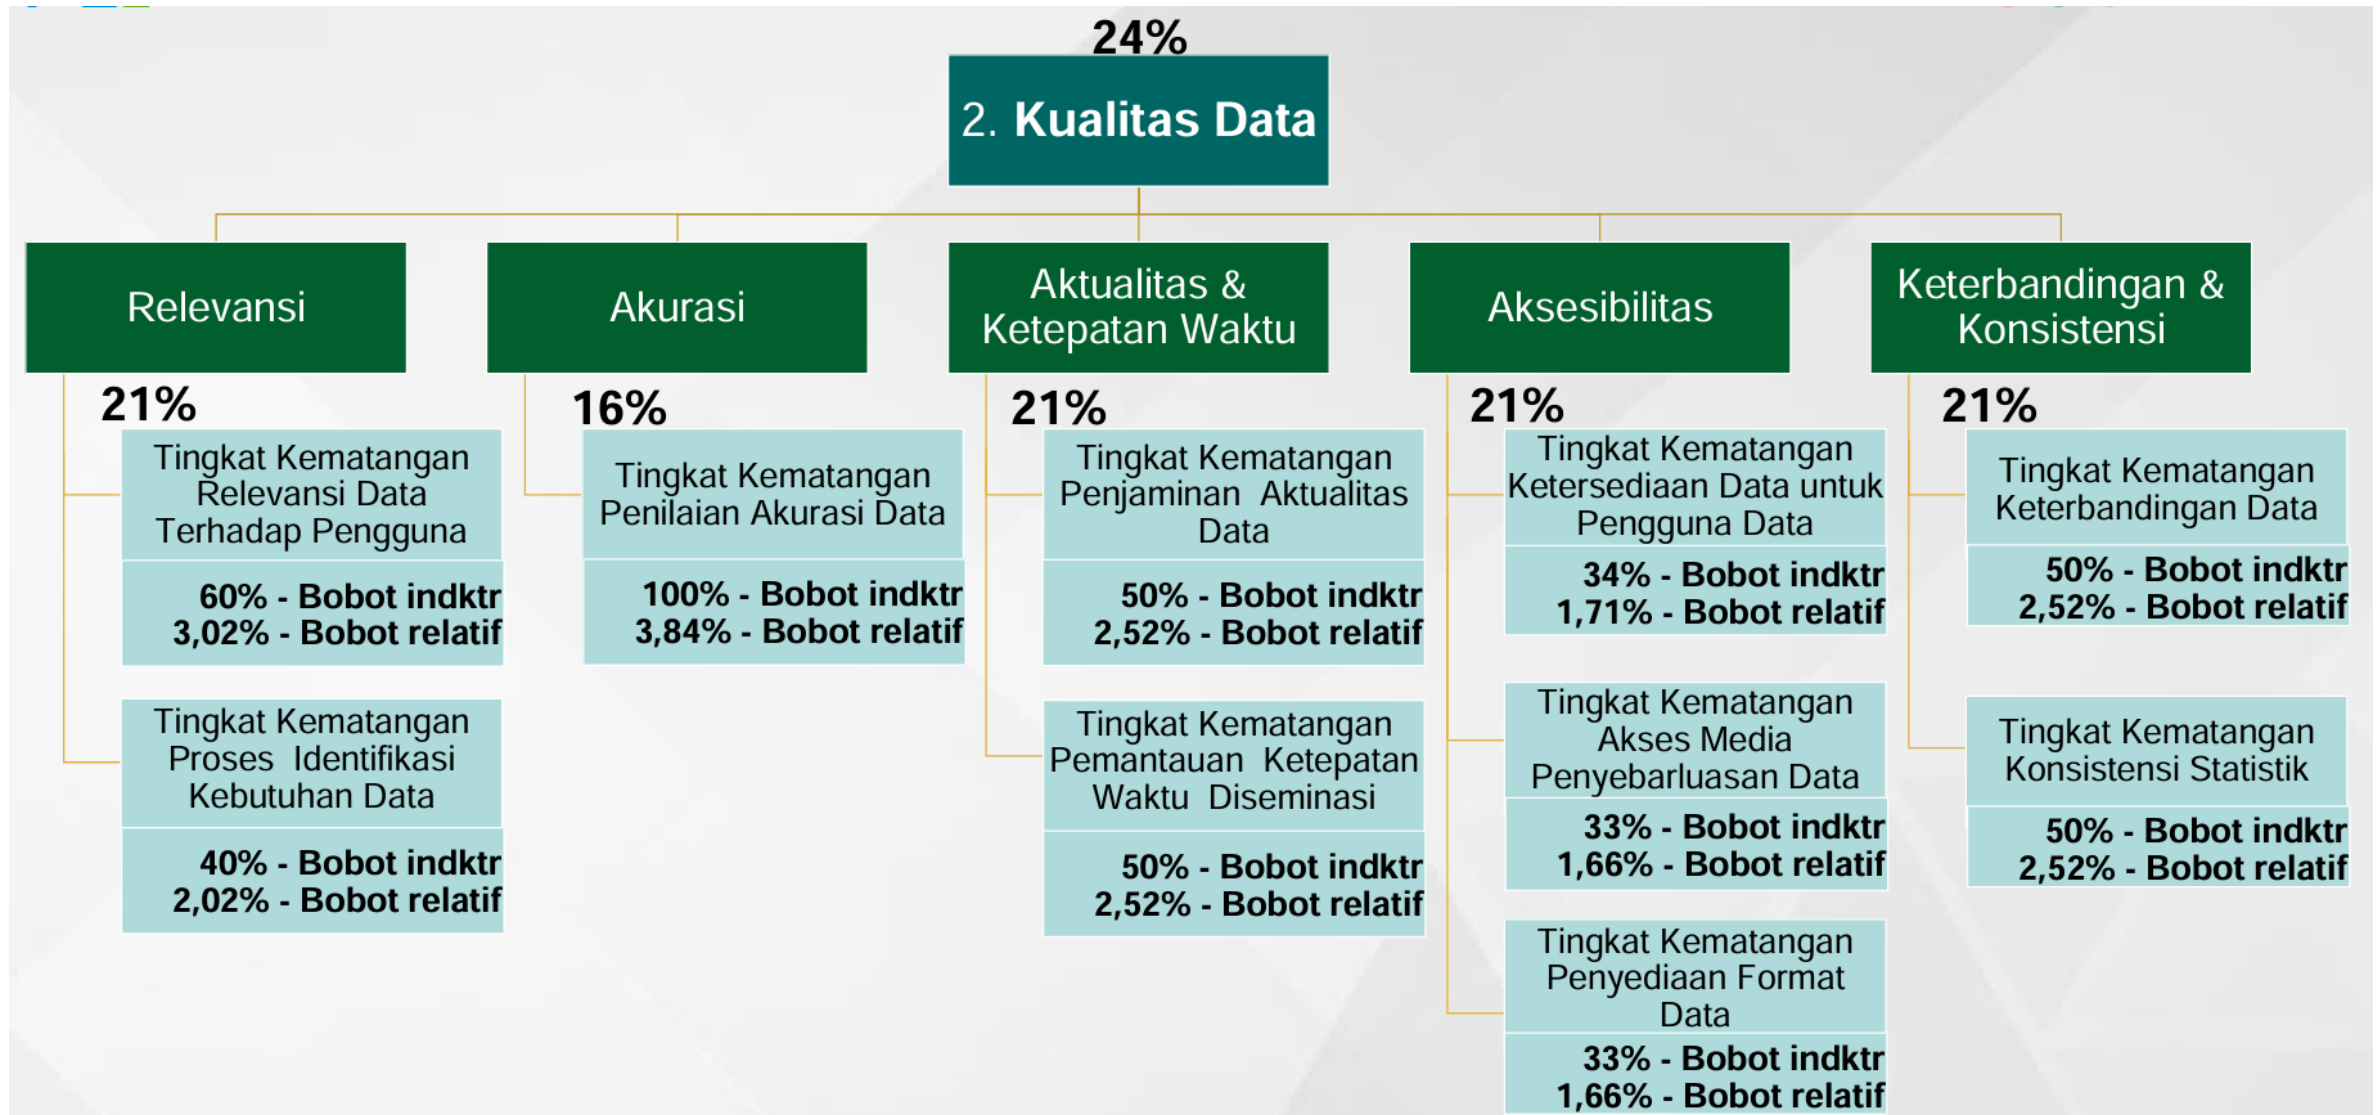 24%
2. Kualitas Data
Relevansi
21%
Tingkat Kematangan
Relevansi Data
Terhadap Pengguna
60% - Bobot indktr
3,02% - Bobot relatif
Tingkat Kematangan
Proses Identifikasi
Kebutuhan Data
40% - Bobot indktr
2,02% - Bobot relatif
Akurasi
16%
Tingkat Kematangan
Penilaian Akurasi Data
100% - Bobot indktr
3,84% - Bobot relatif
Aktualitas &
Ketepatan Waktu
21%
Tingkat Kematangan
Penjaminan Aktualitas
Data
50% - Bobot indktr
2,52% - Bobot relatif
Tingkat Kematangan
Pemantauan Ketepatan
Waktu Diseminasi
50% - Bobot indktr
2,52% - Bobot relatif
Aksesibilitas
21%
Tingkat Kematangan
Ketersediaan Data untuk
Pengguna Data
34% - Bobot indktr
1,71% - Bobot relatif
Tingkat Kematangan
Akses Media
Penyebarluasan Data
33% - Bobot indktr
1,66% - Bobot relatif
Tingkat Kematangan
Penyediaan Format
Data
33% - Bobot indktr
1,66% - Bobot relatif
Keterbandingan &
Konsistensi
21%
Tingkat Kematangan
Keterbandingan Data
50% - Bobot indktr
2,52% - Bobot relatif
Tingkat Kematangan
Konsistensi Statistik
50% - Bobot indktr
2,52% - Bobot relatif